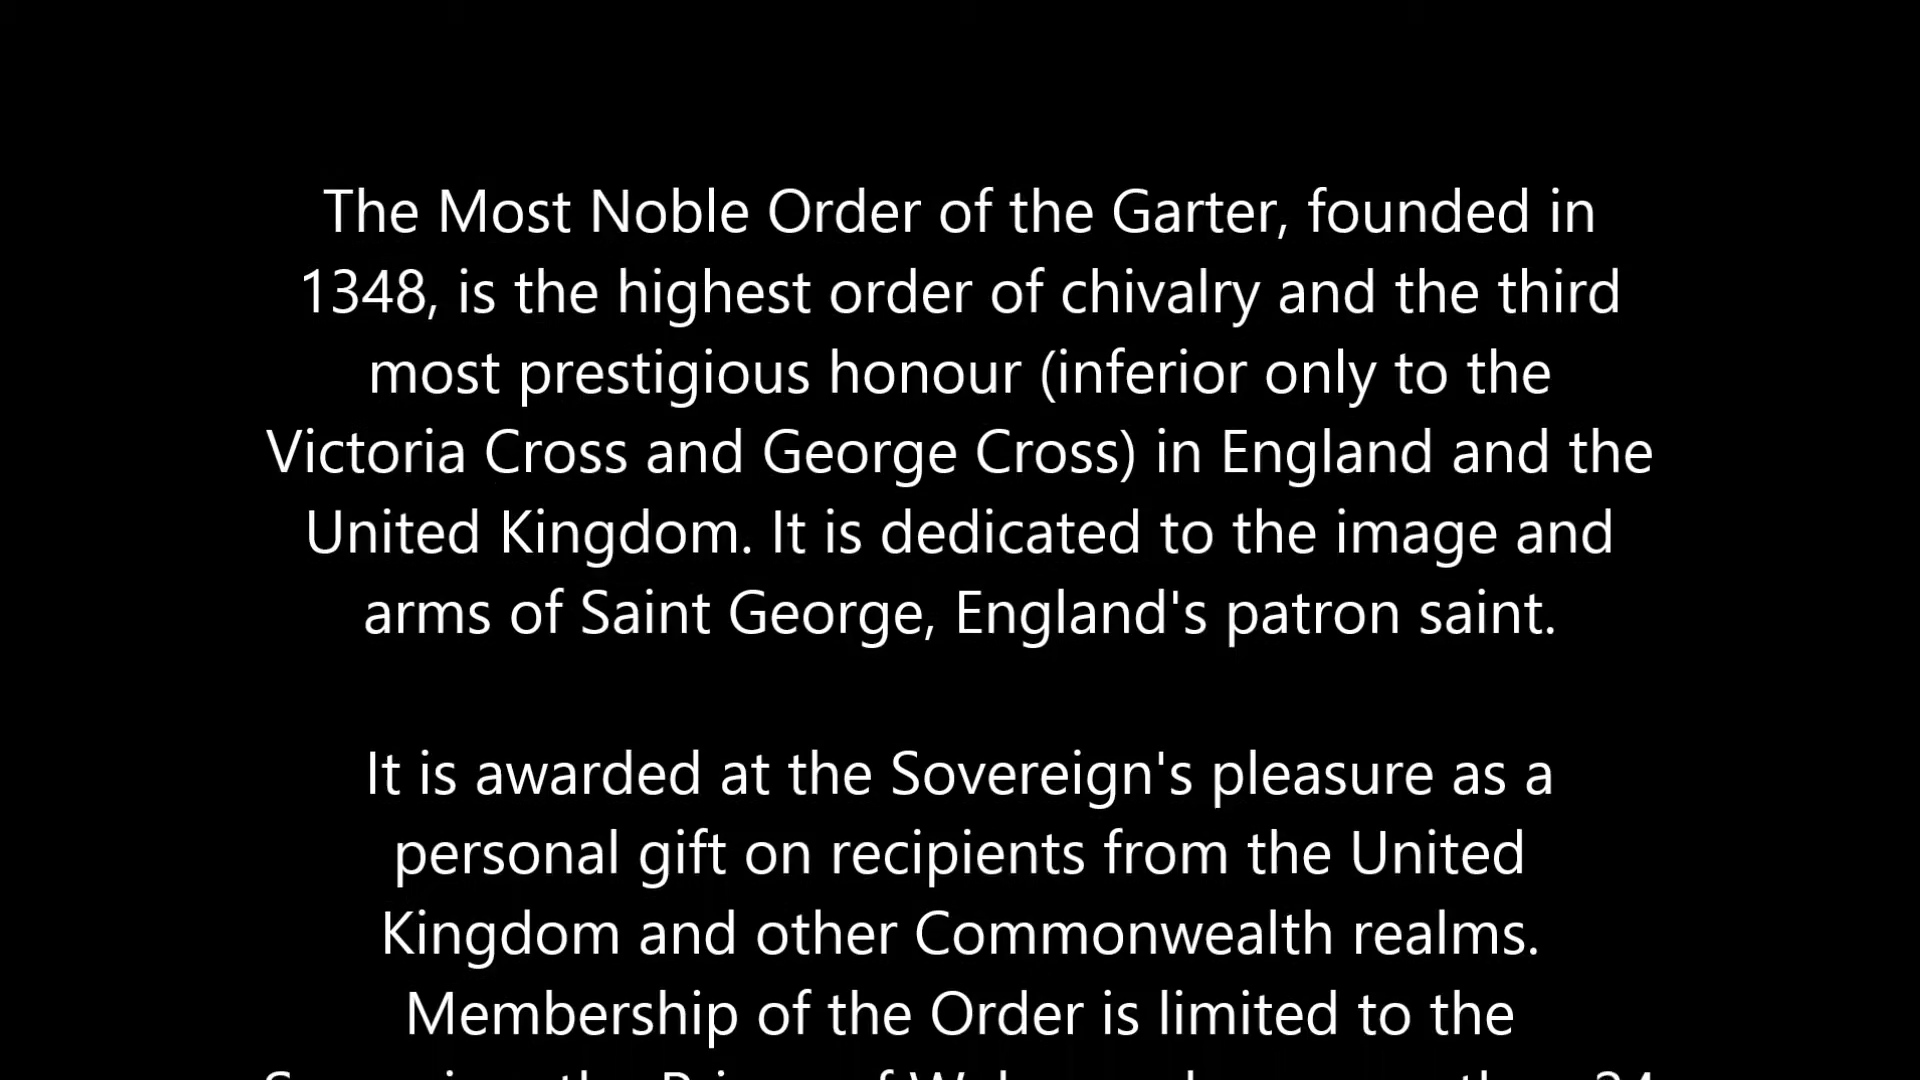 The Most Noble Order of the Garter, founded in
1348, is the highest order of chivalry and the third
most prestigious honour (inferior only to the
Victoria Cross and George Cross) in England and the
United Kingdom. It is dedicated to the image and
arms of Saint George, England's patron saint.
It is awarded at the Sovereign's pleasure as a
personal gift on recipients from the United
Kingdom and other Commonwealth realms.
Membership of the Order is limited to the